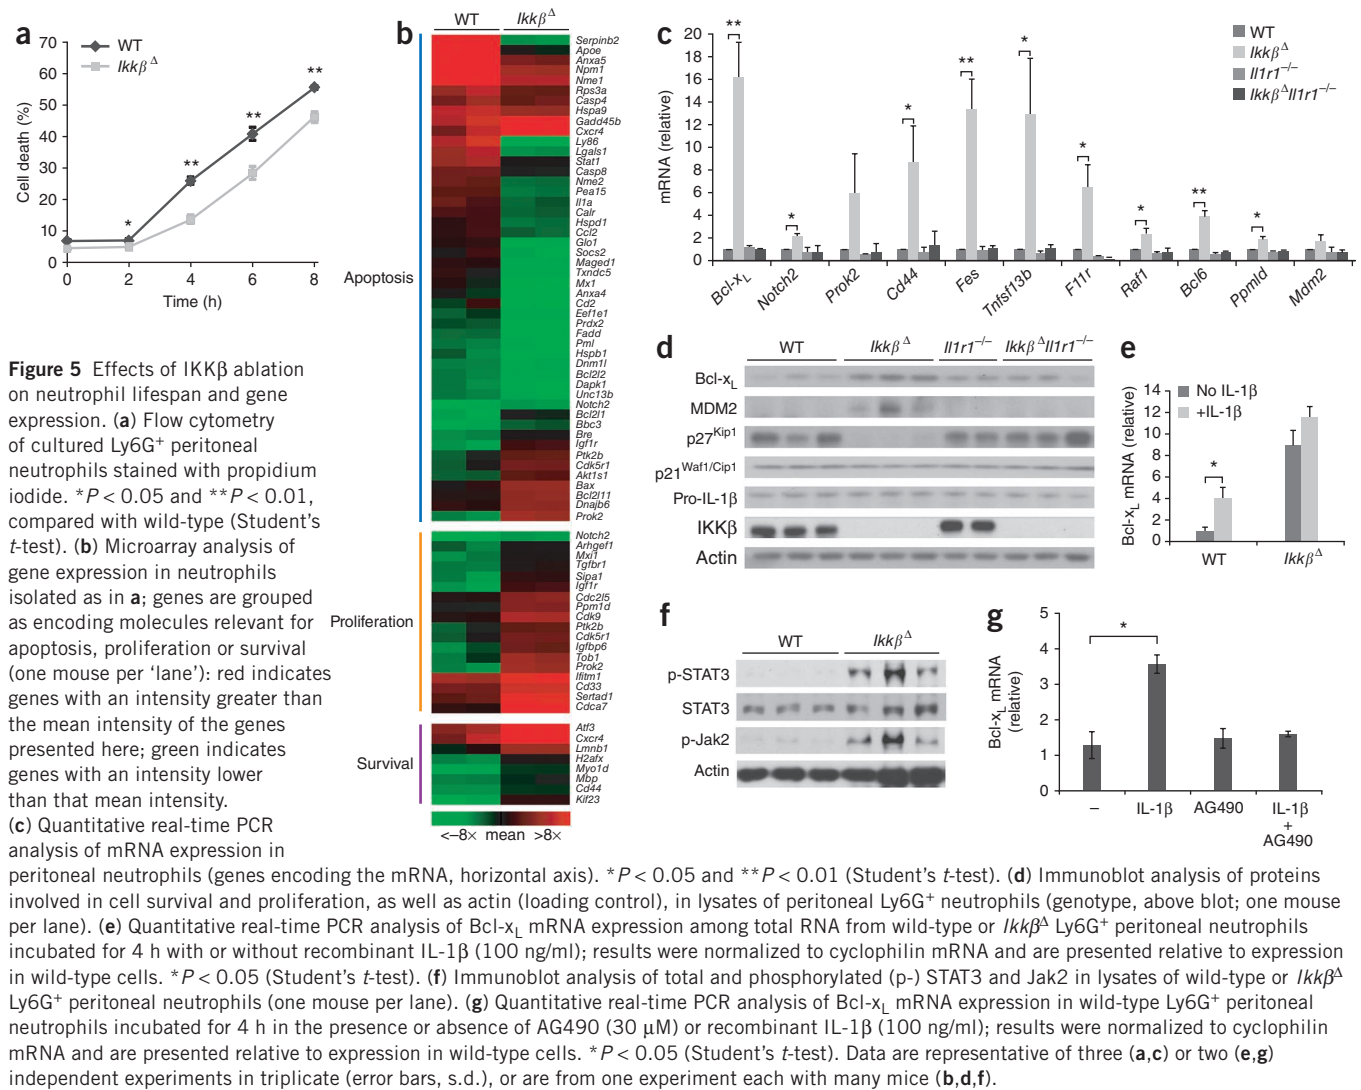 a
70
60
50
40
30
20
10
0
Cell death (%)
WT
Ikkβ Δ
*
**
**
**
0 2 4 6 8
Time (h)
b
WT Ikkβ Δ
Apoptosis
Serpinb2
Apoe
Anxa5
Npm1
Nme1
Rps3a
Casp4
Hspa9
Gadd45b
Cxcr4
Ly86
Lgals1
Stat1
Casp8
Nme2
Pea15
Il1a
Calr
Hspd1
Ccl2
Glo1
Socs2
Maged1
Txndc5
Mx1
Anxa4
Cd2
Eef1e1
Prdx2
Fadd
Pml
Hspb1
Dnm1l
Bcl2l2
Dapk1
Unc13b
Notch2
Bcl2l1
Bbc3
Bre
Igf1r
Ptk2b
Cdk5r1
Akt1s1
Bax
Bcl2l11
Dnajb6
Prok2
Proliferation
Notch2
Arhgef1
Mxi1
Tgfbr1
Sipa1
Igf1r
Cdc2l5
Ppm1d
Cdk9
Ptk2b
Cdk5r1
Igfbp6
Tob1
Prok2
Ifitm1
Cd33
Sertad1
Cdca7
Survival
Atf3
Cxcr4
Lmnb1
H2afx
Myo1d
Mbp
Cd44
Kif23
<–8× mean >8×
c
20
18
16
14
12
10
8
6
4
2
0
mRNA (relative)
WT
Ikkβ Δ
Il1r1 –/–
Ikkβ Δ Il1r1 –/–
** * * ** * * * ** *
Bcl-xL Notch2 Prok2 Cd44 Fes Tnfsf13b F11r Raf1 Bcl6 Ppmld Mdm2
d
WT Ikkβ Δ Il1r1 –/– Ikkβ Δ Il1r1 –/–
Bcl-xL
MDM2
p27 Kip1
p21 Waf1/Cip1
Pro-IL-1β
IKKβ
Actin
e
14
12
10
8
6
4
2
0
Bcl-xL mRNA (relative)
No IL-1β
+IL-1β
*
WT Ikkβ Δ
f
WT Ikkβ Δ
p-STAT3
STAT3
p-Jak2
Actin
g
5
4
3
2
1
0
Bcl-xL mRNA
(relative)
*
– IL-1β AG490 IL-1β
+
AG490
Figure 5 Effects of IKKβ ablation
on neutrophil lifespan and gene
expression. (a) Flow cytometry
of cultured Ly6G+ peritoneal
neutrophils stained with propidium
iodide. *P < 0.05 and **P < 0.01,
compared with wild-type (Student's
t-test). (b) Microarray analysis of
gene expression in neutrophils
isolated as in a; genes are grouped
as encoding molecules relevant for
apoptosis, proliferation or survival
(one mouse per 'lane'): red indicates
genes with an intensity greater than
the mean intensity of the genes
presented here; green indicates
genes with an intensity lower
than that mean intensity.
(c) Quantitative real-time PCR
analysis of mRNA expression in
peritoneal neutrophils (genes encoding the mRNA, horizontal axis). *P < 0.05 and **P < 0.01 (Student's t-test). (d) Immunoblot analysis of proteins
involved in cell survival and proliferation, as well as actin (loading control), in lysates of peritoneal Ly6G+ neutrophils (genotype, above blot; one mouse
per lane). (e) Quantitative real-time PCR analysis of Bcl-xL mRNA expression among total RNA from wild-type or IkkβΔ Ly6G+ peritoneal neutrophils
incubated for 4 h with or without recombinant IL-1β (100 ng/ml); results were normalized to cyclophilin mRNA and are presented relative to expression
in wild-type cells. *P < 0.05 (Student's t-test). (f) Immunoblot analysis of total and phosphorylated (p-) STAT3 and Jak2 in lysates of wild-type or IkkβΔ
Ly6G+ peritoneal neutrophils (one mouse per lane). (g) Quantitative real-time PCR analysis of Bcl-xL mRNA expression in wild-type Ly6G+ peritoneal
neutrophils incubated for 4 h in the presence or absence of AG490 (30 μM) or recombinant IL-1β (100 ng/ml); results were normalized to cyclophilin
mRNA and are presented relative to expression in wild-type cells. *P < 0.05 (Student's t-test). Data are representative of three (a,c) or two (e,g)
independent experiments in triplicate (error bars, s.d.), or are from one experiment each with many mice (b,d,f).